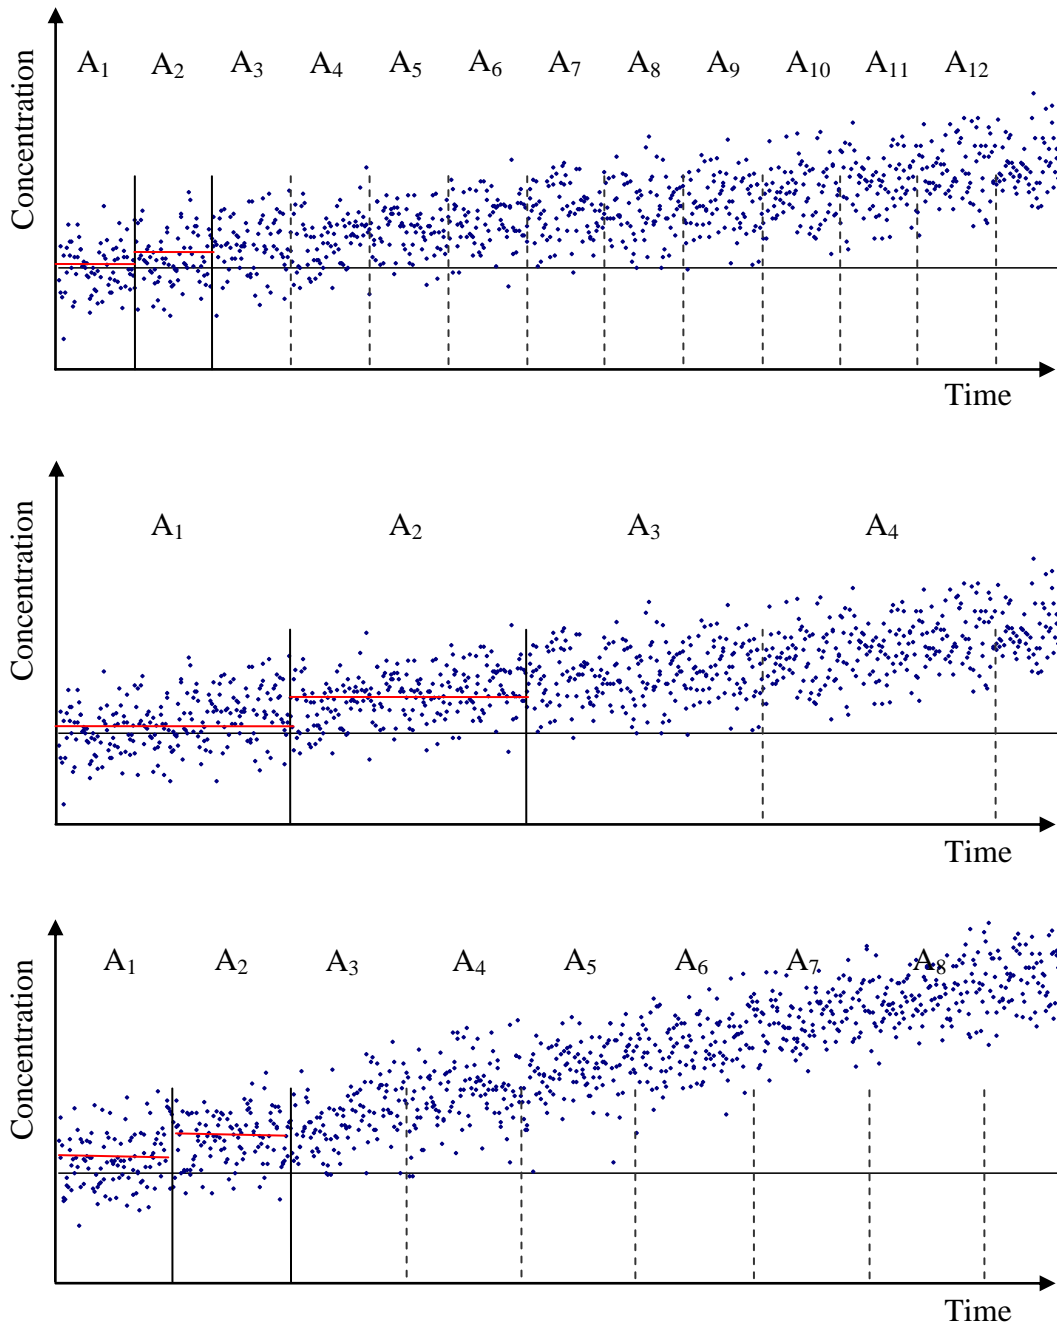 A₁ A₂ A₃ A₄ A₅ A₆ A₇ A₈ A₉ A₁₀ A₁₁ A₁₂
Concentration
Time
A₁ A₂ A₃ A₄
Concentration
Time
A₁ A₂ A₃ A₄ A₅ A₆ A₇ A₈
Concentration
Time